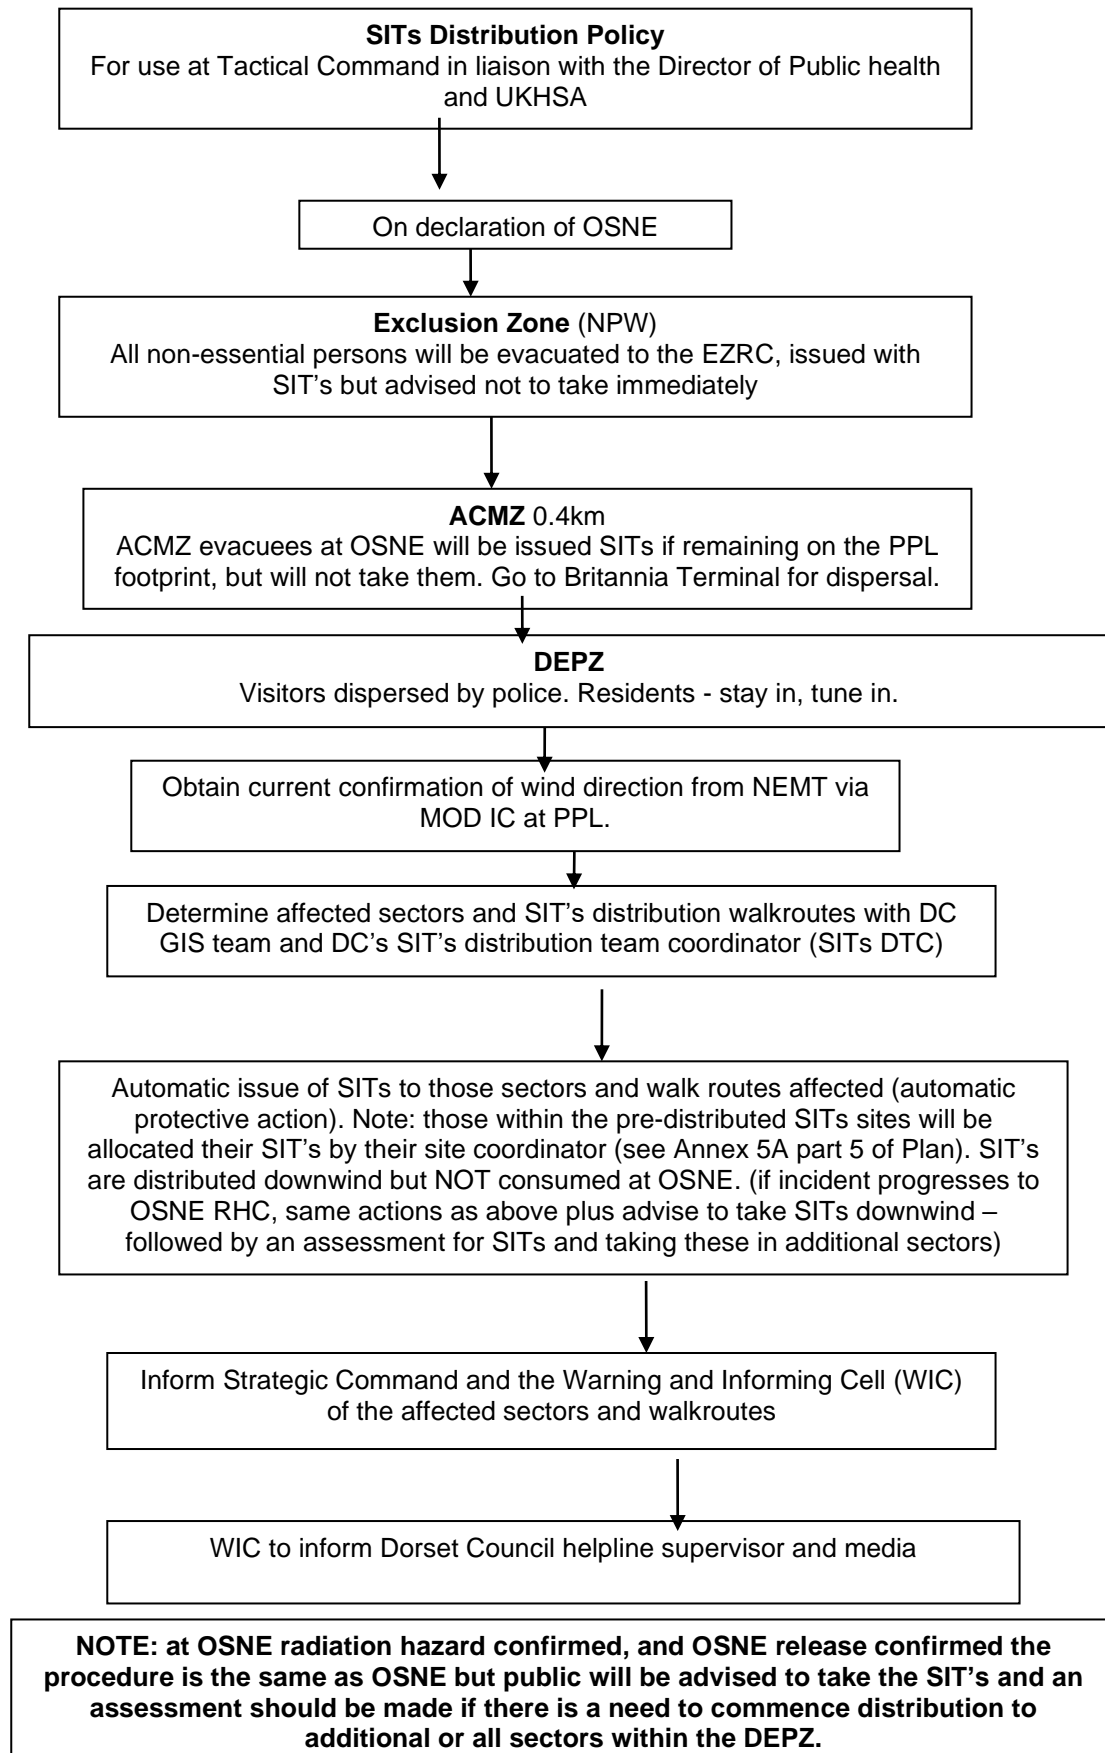 SITs Distribution Policy
For use at Tactical Command in liaison with the Director of Public health
and UKHSA
On declaration of OSNE
Exclusion Zone (NPW)
All non-essential persons will be evacuated to the EZRC, issued with
SIT's but advised not to take immediately
ACMZ 0.4km
ACMZ evacuees at OSNE will be issued SITs if remaining on the PPL
footprint, but will not take them. Go to Britannia Terminal for dispersal.
DEPZ
Visitors dispersed by police. Residents - stay in, tune in.
Obtain current confirmation of wind direction from NEMT via
MOD IC at PPL.
Determine affected sectors and SIT's distribution walkroutes with DC
GIS team and DC's SIT's distribution team coordinator (SITs DTC)
Automatic issue of SITs to those sectors and walk routes affected (automatic
protective action). Note: those within the pre-distributed SITs sites will be
allocated their SIT's by their site coordinator (see Annex 5A part 5 of Plan). SIT's
are distributed downwind but NOT consumed at OSNE. (if incident progresses to
OSNE RHC, same actions as above plus advise to take SITs downwind –
followed by an assessment for SITs and taking these in additional sectors)
Inform Strategic Command and the Warning and Informing Cell (WIC)
of the affected sectors and walkroutes
WIC to inform Dorset Council helpline supervisor and media
NOTE: at OSNE radiation hazard confirmed, and OSNE release confirmed the
procedure is the same as OSNE but public will be advised to take the SIT's and an
assessment should be made if there is a need to commence distribution to
additional or all sectors within the DEPZ.